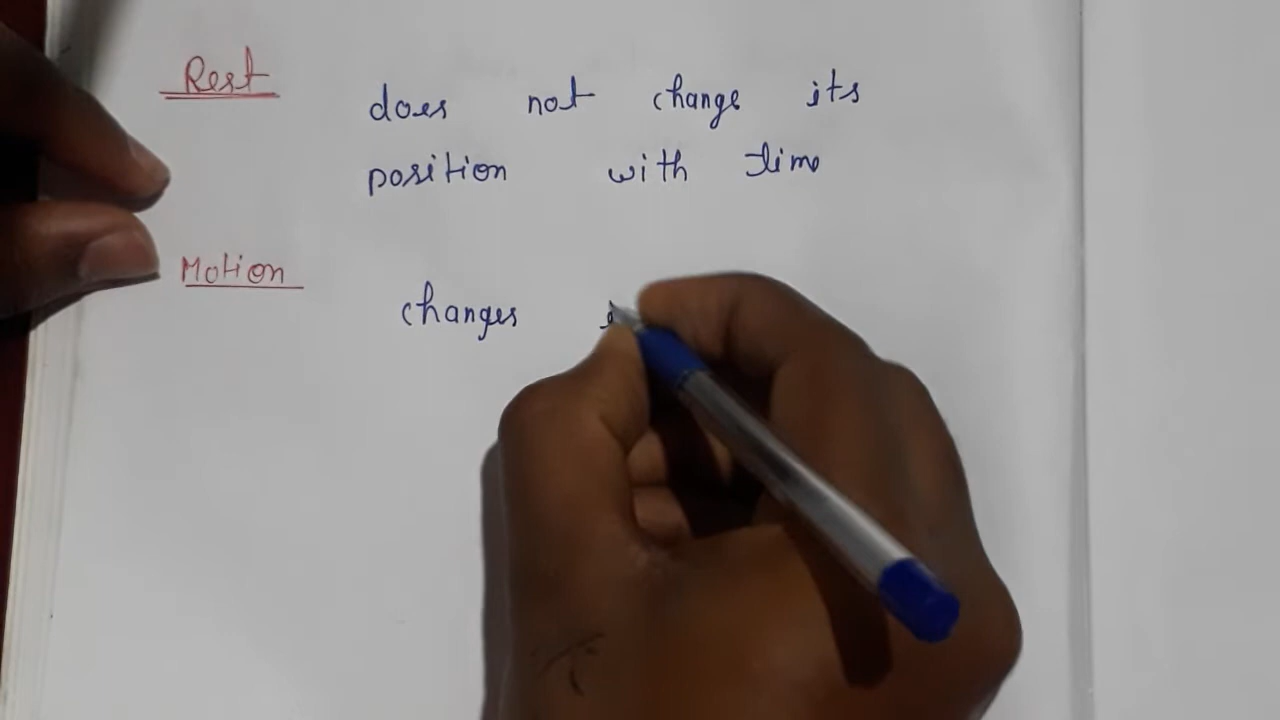 Rest
does not change its
position with time
Motion
changes i